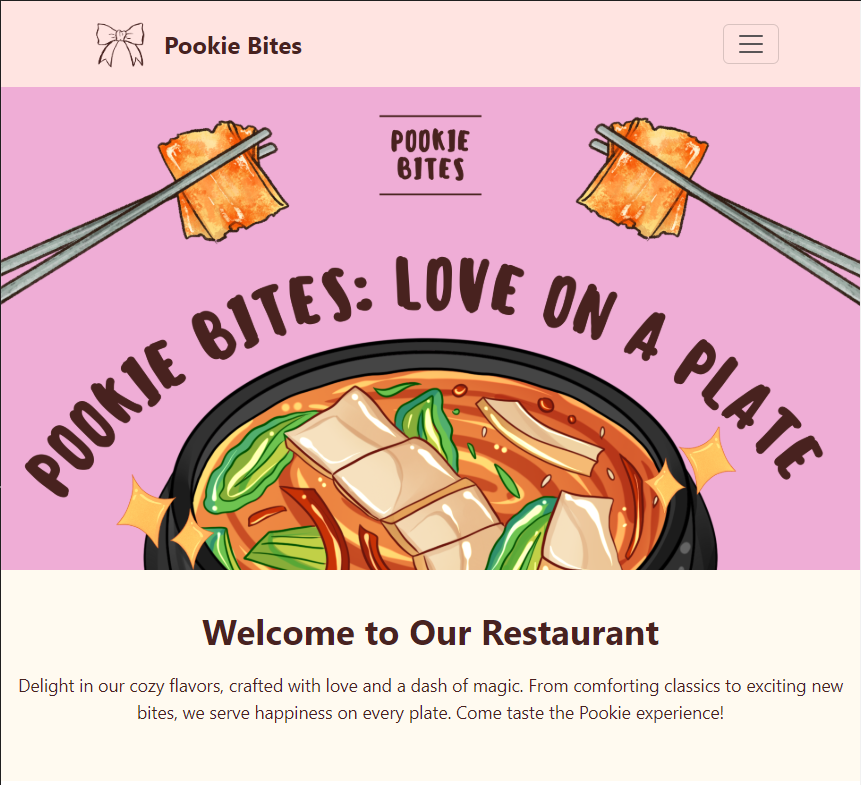 Pookie Bites
POOKIE
BITES
POOKIE BITES: LOVE ON A PLATE
Welcome to Our Restaurant
Delight in our cozy flavors, crafted with love and a dash of magic. From comforting classics to exciting new
bites, we serve happiness on every plate. Come taste the Pookie experience!